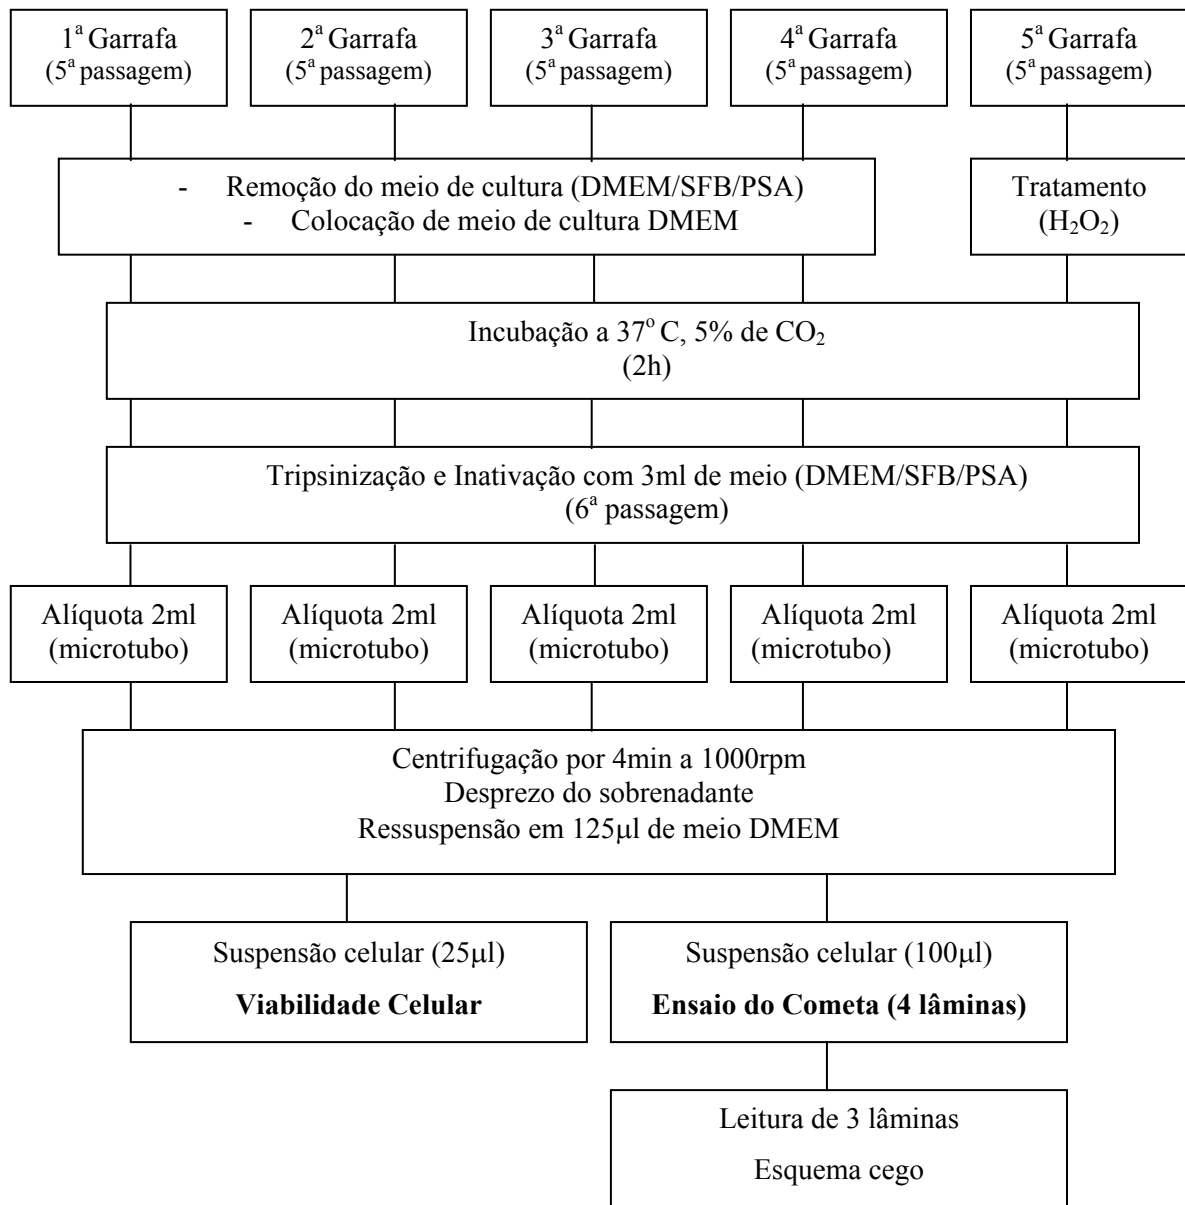 1ª Garrafa
(5ª passagem)
2ª Garrafa
(5ª passagem)
3ª Garrafa
(5ª passagem)
4ª Garrafa
(5ª passagem)
5ª Garrafa
(5ª passagem)
- Remoção do meio de cultura (DMEM/SFB/PSA)
- Colocação de meio de cultura DMEM
Tratamento
(H₂O₂)
Incubação a 37º C, 5% de CO₂
(2h)
Tripsinização e Inativação com 3ml de meio (DMEM/SFB/PSA)
(6ª passagem)
Alíquota 2ml
(microtubo)
Alíquota 2ml
(microtubo)
Alíquota 2ml
(microtubo)
Alíquota 2ml
(microtubo)
Alíquota 2ml
(microtubo)
Centrifugação por 4min a 1000rpm
Desprezo do sobrenadante
Ressuspensão em 125µl de meio DMEM
Suspensão celular (25µl)
Viabilidade Celular
Suspensão celular (100µl)
Ensaio do Cometa (4 lâminas)
Leitura de 3 lâminas
Esquema cego